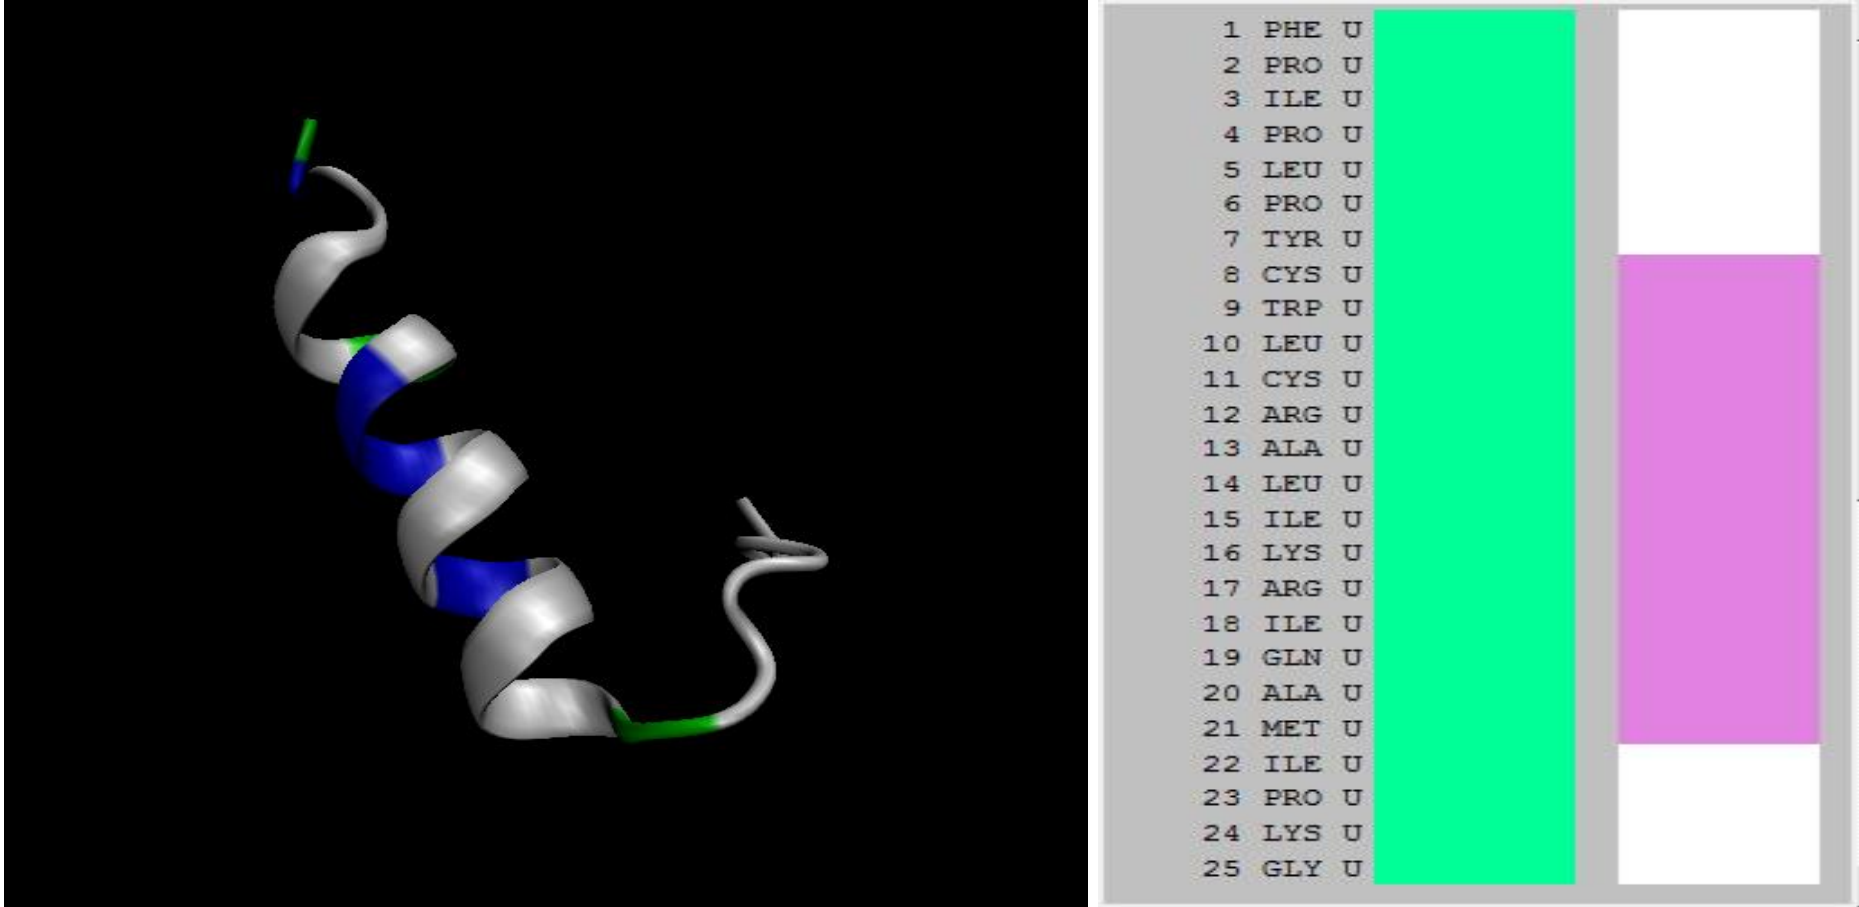 1 PHE U
2 PRO U
3 ILE U
4 PRO U
5 LEU U
6 PRO U
7 TYR U
8 CYS U
9 TRP U
10 LEU U
11 CYS U
12 ARG U
13 ALA U
14 LEU U
15 ILE U
16 LYS U
17 ARG U
18 ILE U
19 GLN U
20 ALA U
21 MET U
22 ILE U
23 PRO U
24 LYS U
25 GLY U